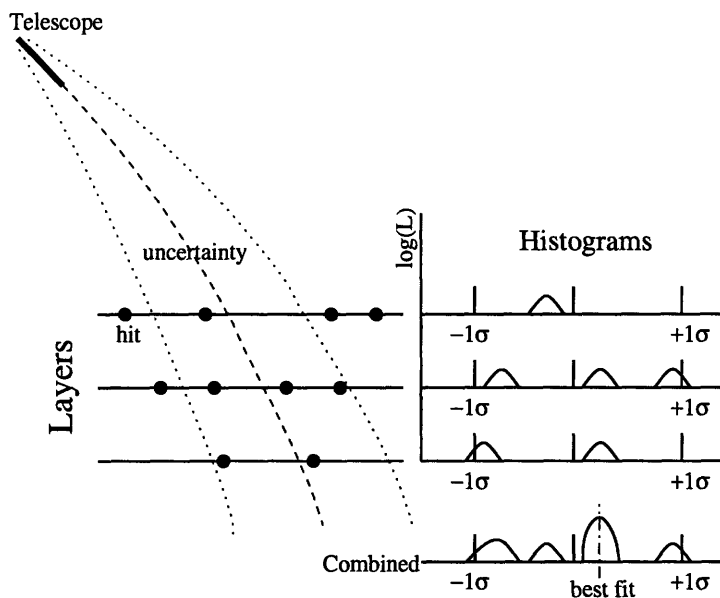 Telescope
uncertainty
hit
Layers
log(L)
Histograms
−1σ +1σ
−1σ +1σ
−1σ +1σ
Combined
−1σ best fit +1σ